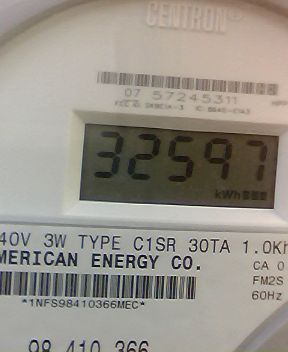 CENTRON®
07 57245311
32597
kWh
40V 3W TYPE C1SR 30TA 1.0Kh
MERICAN ENERGY CO.
CA 0
FM2S
*1NFS98410366MEC*
60Hz
98 410 366